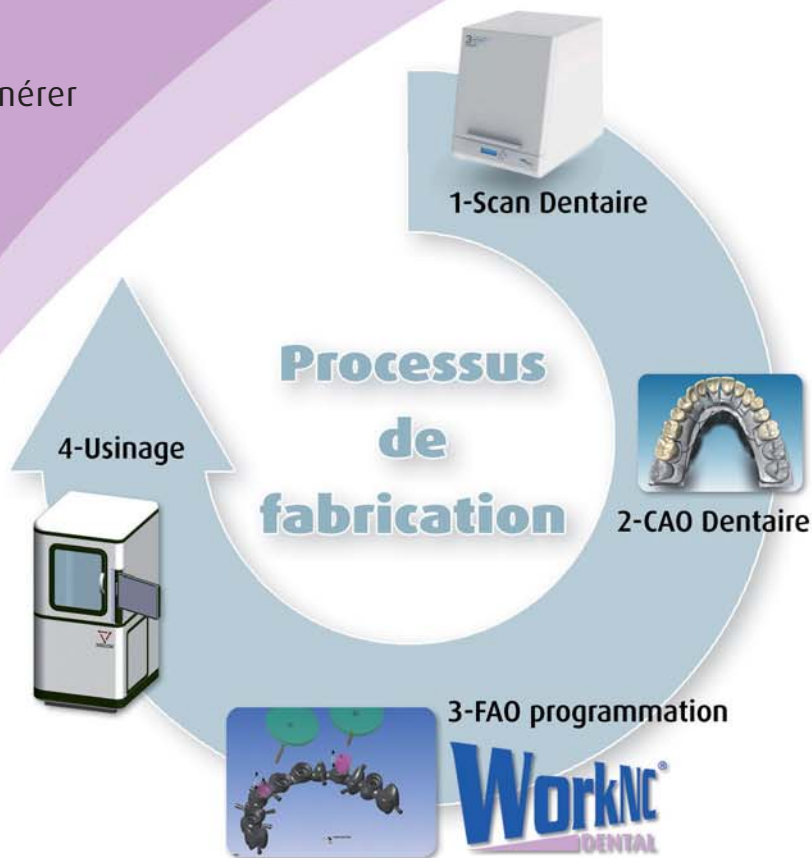 nérer
1-Scan Dentaire
Processus
de
fabrication
2-CAO Dentaire
4-Usinage
3-FAO programmation
WorkNC®
DENTAL